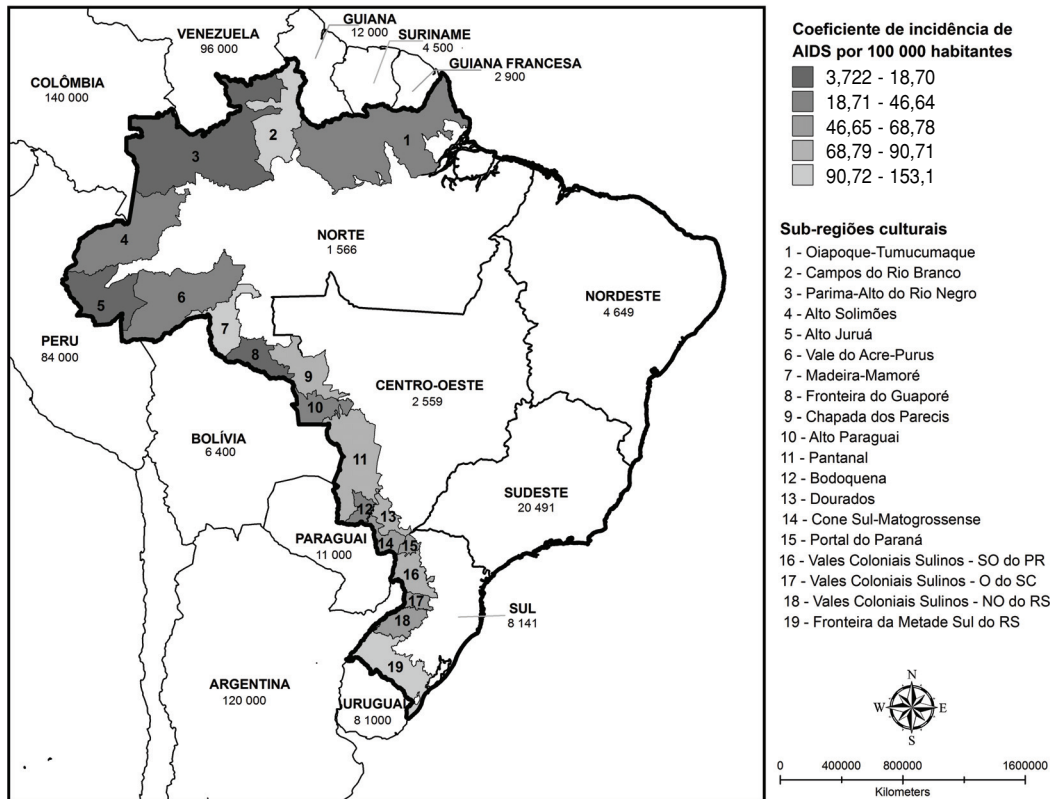 GUIANA
12 000
VENEZUELA
96 000
SURINAME
4 500
GUIANA FRANCESA
2 900
COLÔMBIA
140 000
2
1
3
4
NORTE
1 566
5
6
7
NORDESTE
4 649
PERU
84 000
8
9
10
CENTRO-OESTE
2 559
BOLÍVIA
6 400
11
12
13
SUDESTE
20 491
PARAGUAI
11 000
14
15
16
17
18
SUL
8 141
19
ARGENTINA
120 000
URUGUAI
8 1000
Coeficiente de incidência de
AIDS por 100 000 habitantes
3,722 - 18,70
18,71 - 46,64
46,65 - 68,78
68,79 - 90,71
90,72 - 153,1
Sub-regiões culturais
1 - Oiapoque-Tumucumaque
2 - Campos do Rio Branco
3 - Parima-Alto do Rio Negro
4 - Alto Solimões
5 - Alto Juruá
6 - Vale do Acre-Purus
7 - Madeira-Mamoré
8 - Fronteira do Guaporé
9 - Chapada dos Parecis
10 - Alto Paraguai
11 - Pantanal
12 - Bodoquena
13 - Dourados
14 - Cone Sul-Matogrossense
15 - Portal do Paraná
16 - Vales Coloniais Sulinos - SO do PR
17 - Vales Coloniais Sulinos - O do SC
18 - Vales Coloniais Sulinos - NO do RS
19 - Fronteira da Metade Sul do RS
N
W E
S
0 400000 800000 1600000
Kilometers